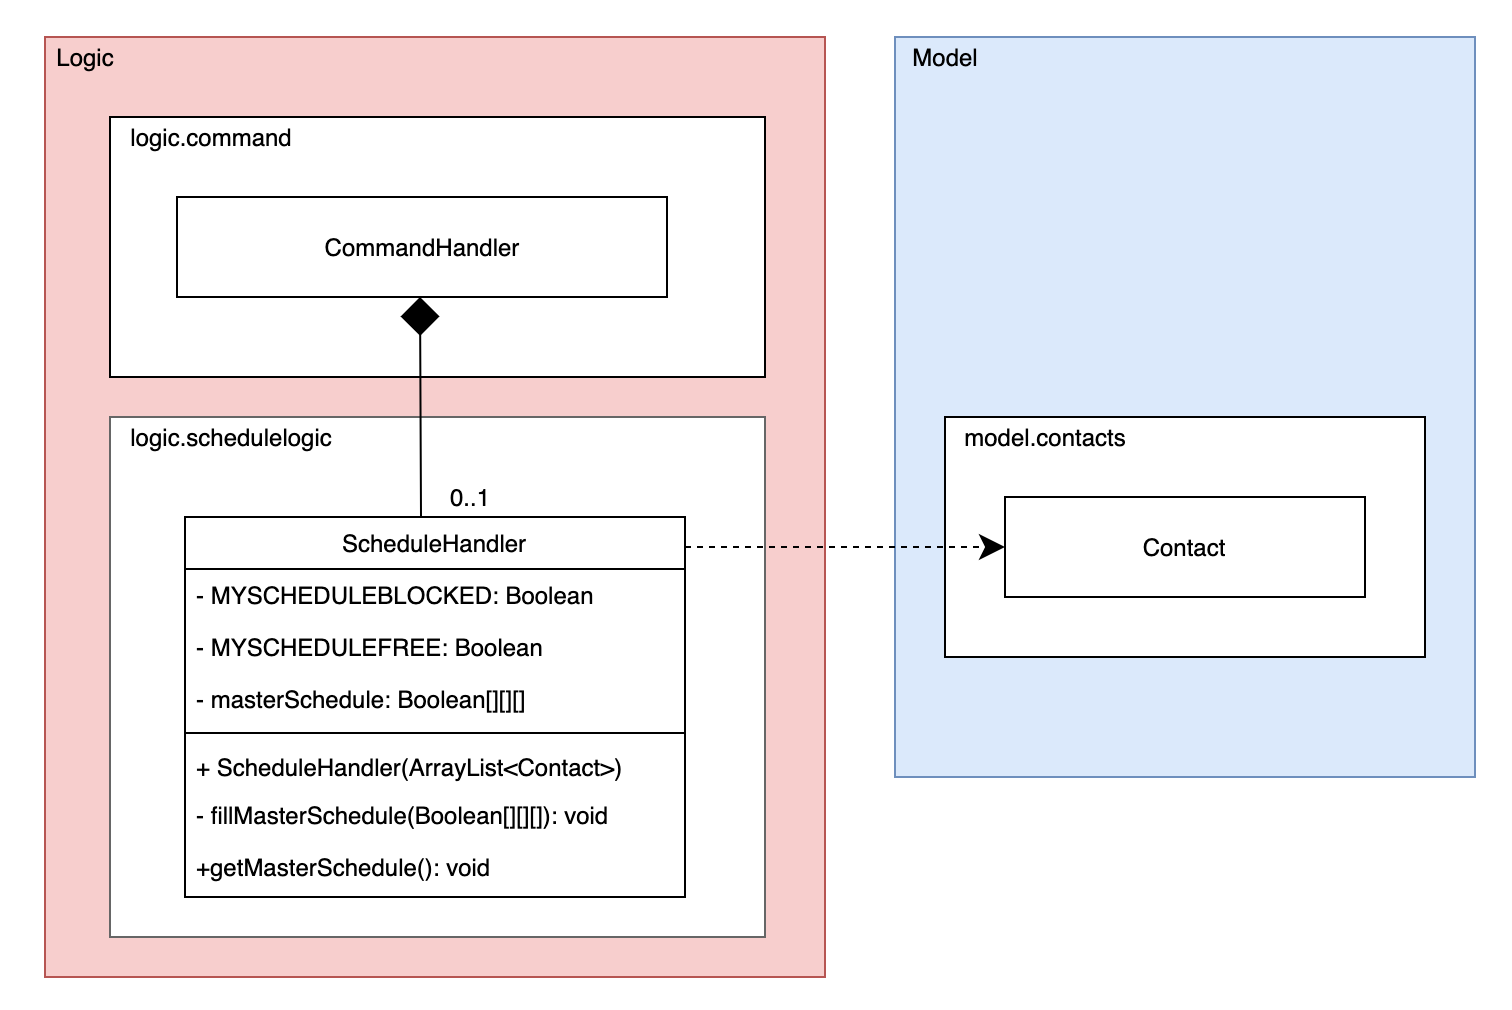 Logic
logic.command
CommandHandler
logic.schedulelogic
0..1
ScheduleHandler
- MYSCHEDULEBLOCKED: Boolean
- MYSCHEDULEFREE: Boolean
- masterSchedule: Boolean[][][]
+ ScheduleHandler(ArrayList<Contact>)
- fillMasterSchedule(Boolean[][][]): void
+getMasterSchedule(): void
Model
model.contacts
Contact